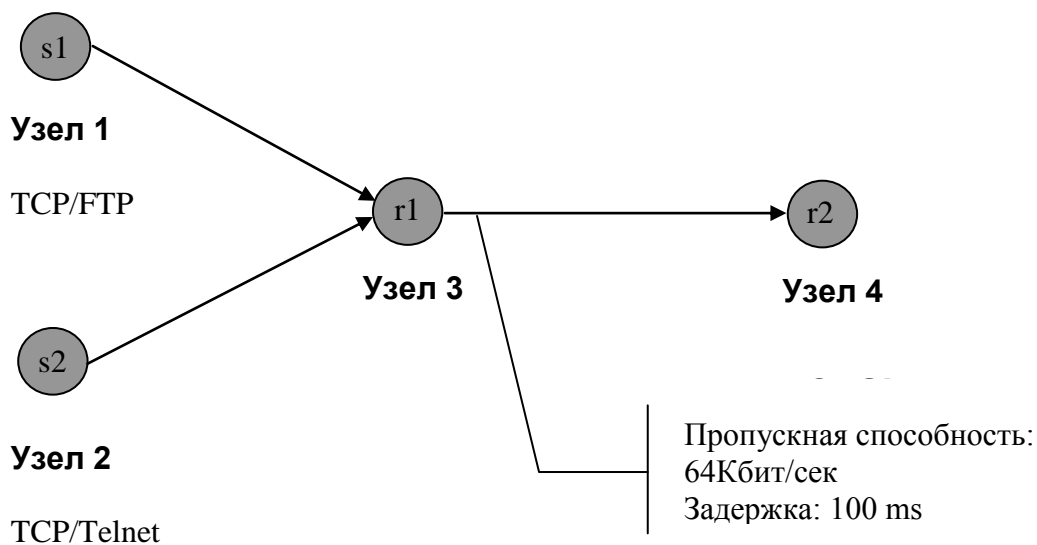 s1
Узел 1
TCP/FTP
r1
r2
Узел 3
Узел 4
s2
Узел 2
TCP/Telnet
Пропускная способность:
64Кбит/сек
Задержка: 100 ms